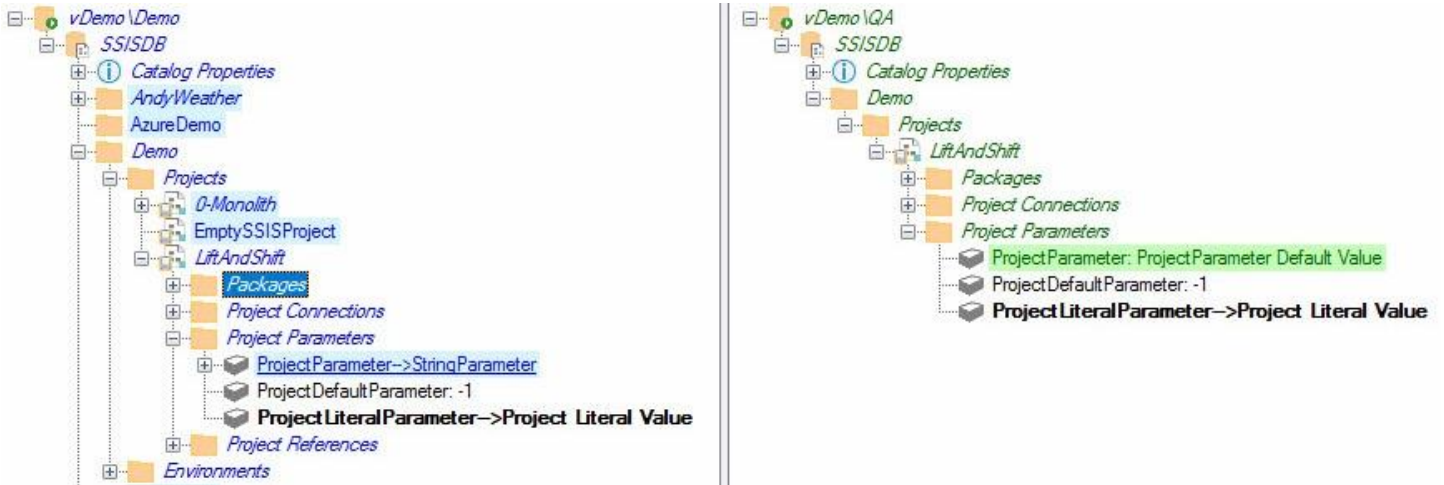 vDemo\Demo
SSISDB
Catalog Properties
AndyWeather
AzureDemo
Demo
Projects
0-Monolith
EmptySSISProject
LiftAndShift
Packages
Project Connections
Project Parameters
ProjectParameter-->StringParameter
ProjectDefaultParameter: -1
ProjectLiteralParameter-->Project Literal Value
Project References
Environments
vDemo\QA
SSISDB
Catalog Properties
Demo
Projects
LiftAndShift
Packages
Project Connections
Project Parameters
ProjectParameter: ProjectParameter Default Value
ProjectDefaultParameter: -1
ProjectLiteralParameter-->Project Literal Value